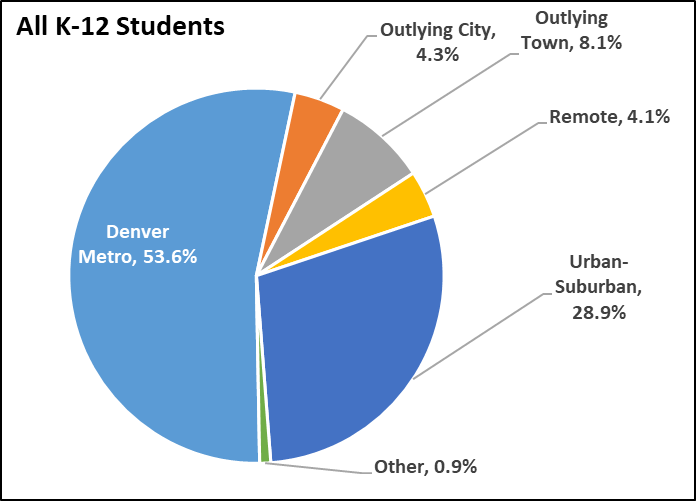 All K-12 Students
Outlying City,
4.3%
Outlying
Town, 8.1%
Remote, 4.1%
Denver
Metro, 53.6%
Urban-
Suburban,
28.9%
Other, 0.9%